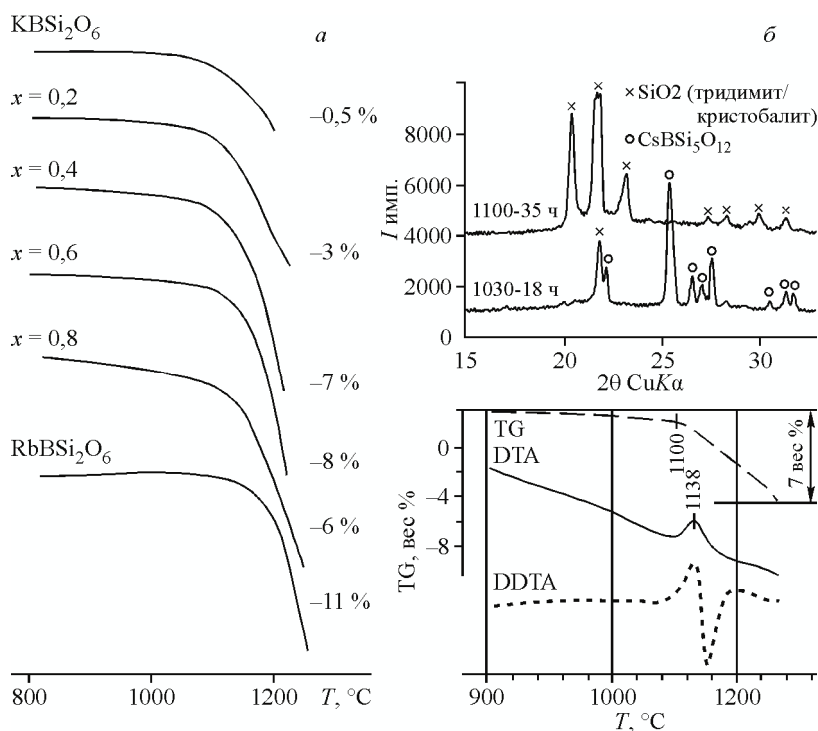 KBSi₂O₆
а
x = 0,2
–0,5 %
x = 0,4
–3 %
x = 0,6
–7 %
x = 0,8
–8 %
RbBSi₂O₆
–6 %
–11 %
800 1000 1200 T, °C
б
× SiO2 (тридимит/
кристобалит)
o CsBSi₅O₁₂
I имп.
8000
6000
4000
2000
0
1100-35 ч
1030-18 ч
15 20 25 30
2θ CuKα
TG, вес %
0
–4
–8
TG
DTA
DDTA
1100
1138
7 вес %
900 1000 1200
T, °C